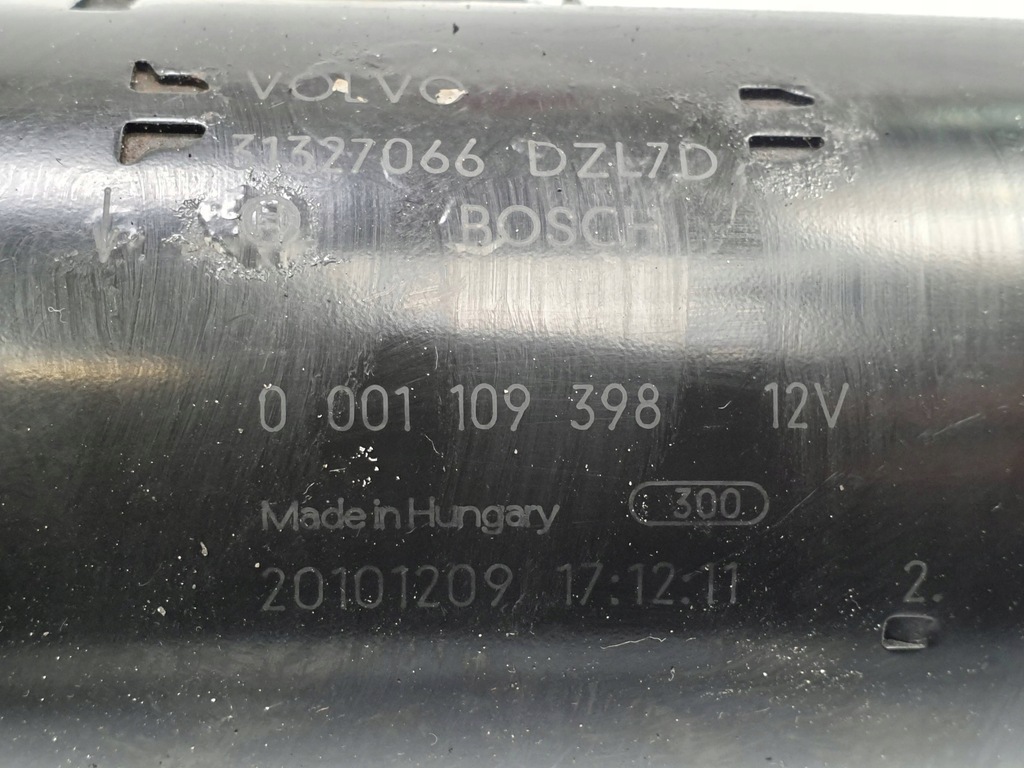 VOLVO
31327066 DZL7D
BOSCH
0 001 109 398 12V
Made in Hungary 300
20101209 17:12:11 2.